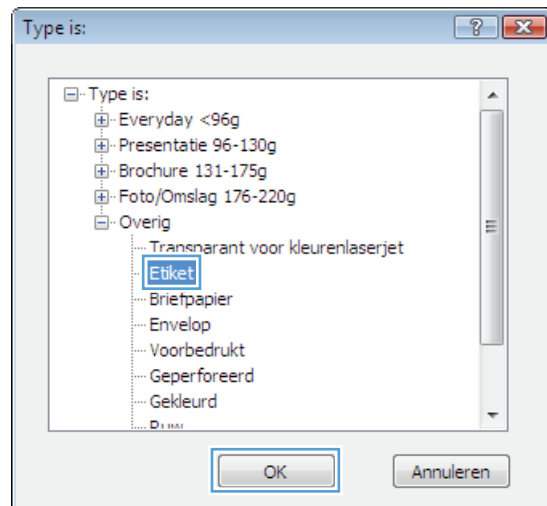 Type is:
Type is:
Everyday <96g
Presentatie 96-130g
Brochure 131-175g
Foto/Omslag 176-220g
Overig
Transparant voor kleurenlaserjet
Etiket
Briefpapier
Envelop
Voorbedrukt
Geperforeerd
Gekleurd
OK Annuleren